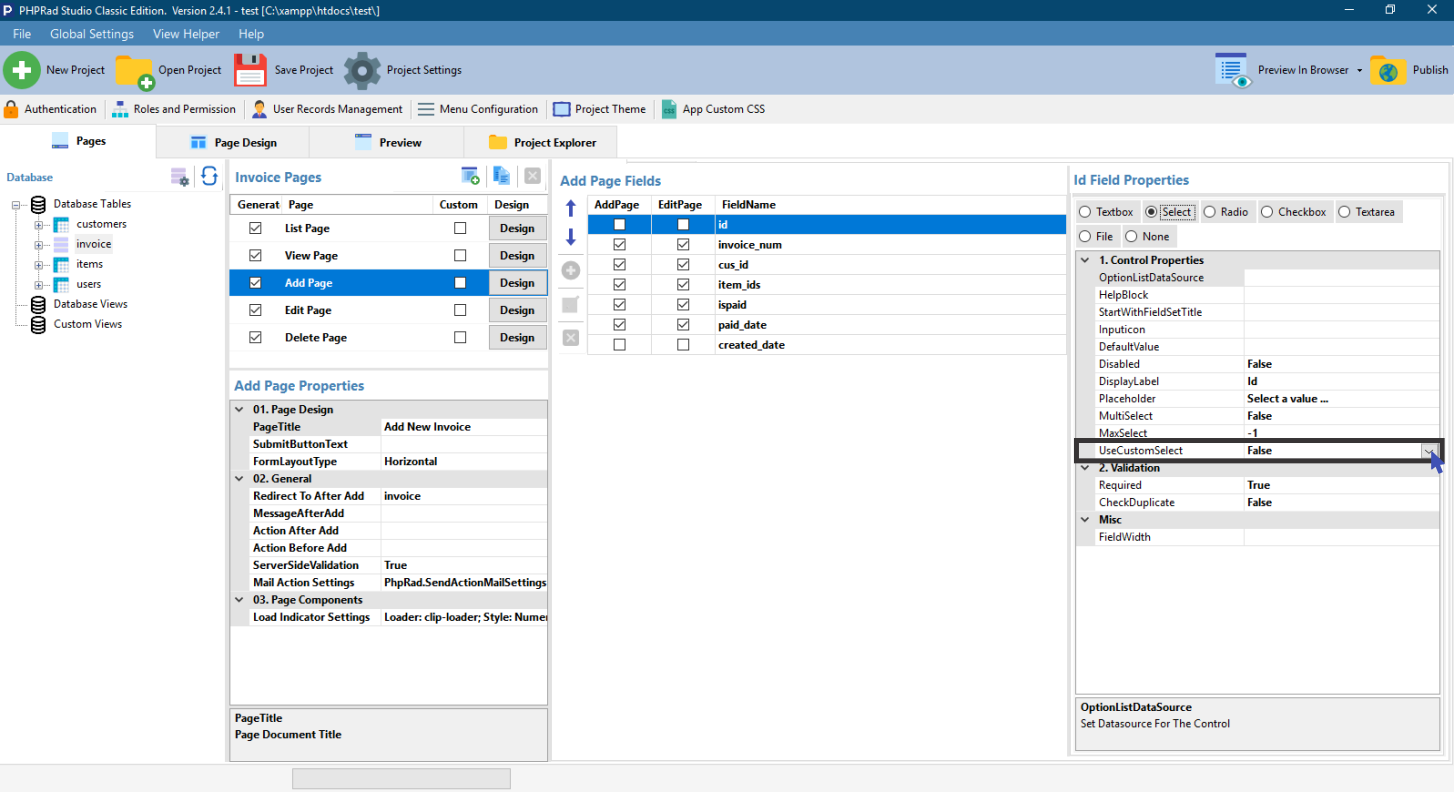 PHPRad Studio Classic Edition. Version 2.4.1 - test [C:\xampp\htdocs\test\]
File Global Settings View Helper Help
New Project Open Project Save Project Project Settings Preview In Browser Publish
Authentication Roles and Permission User Records Management Menu Configuration Project Theme App Custom CSS
Pages Page Design Preview Project Explorer
Database
Database Tables
customers
invoice
items
users
Database Views
Custom Views
Invoice Pages
Generat Page Custom Design
List Page Design
View Page Design
Add Page Design
Edit Page Design
Delete Page Design
Add Page Properties
01. Page Design
PageTitle Add New Invoice
SubmitButtonText
FormLayoutType Horizontal
02. General
Redirect To After Add invoice
MessageAfterAdd
Action After Add
Action Before Add
ServerSideValidation True
Mail Action Settings PhpRad.SendActionMailSettings
03. Page Components
Load Indicator Settings Loader: clip-loader; Style: Numer
PageTitle
Page Document Title
Add Page Fields
AddPage EditPage FieldName
id
invoice_num
cus_id
item_ids
ispaid
paid_date
created_date
Id Field Properties
Textbox Select Radio Checkbox Textarea
File None
1. Control Properties
OptionListDataSource
HelpBlock
StartWithFieldSetTitle
Inputicon
DefaultValue
Disabled False
DisplayLabel Id
Placeholder Select a value ...
MultiSelect False
MaxSelect -1
UseCustomSelect False
2. Validation
Required True
CheckDuplicate False
Misc
FieldWidth
OptionListDataSource
Set Datasource For The Control